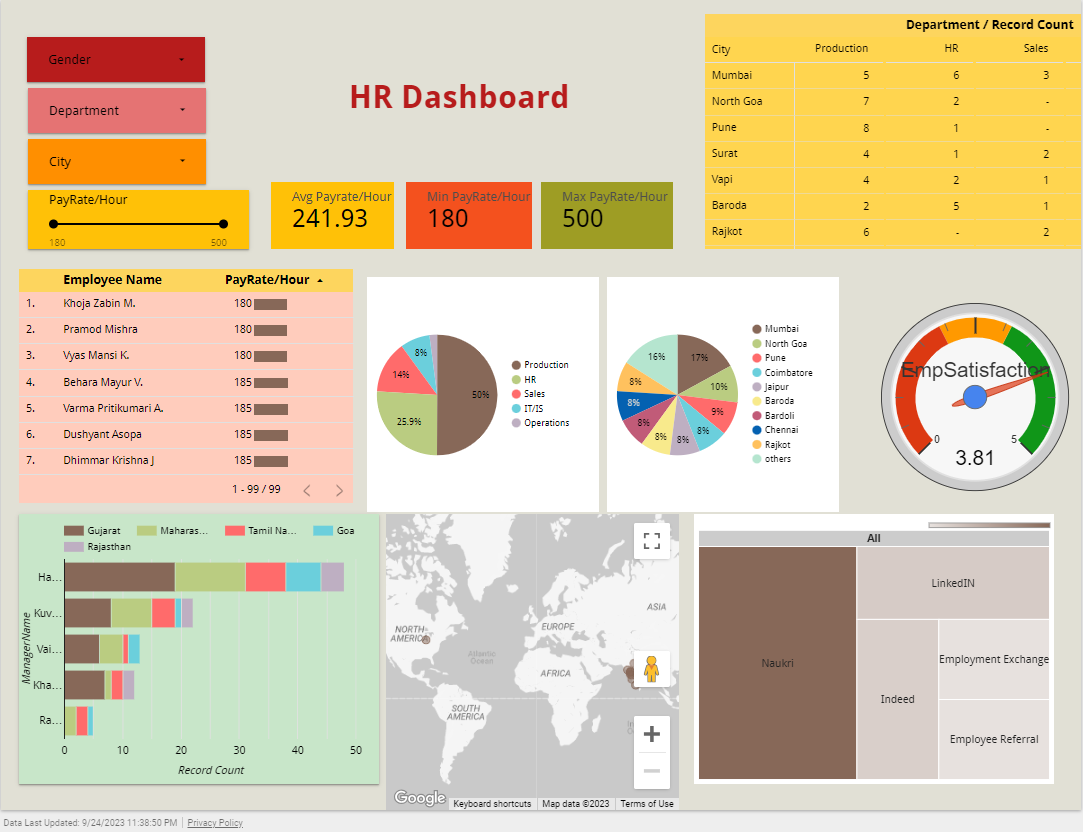 Gender
Department
City
PayRate/Hour
180 500
HR Dashboard
Avg Payrate/Hour
241.93
Min PayRate/Hour
180
Max PayRate/Hour
500
Department / Record Count
City Production HR Sales
Mumbai 5 6 3
North Goa 7 2 -
Pune 8 1 -
Surat 4 1 2
Vapi 4 2 1
Baroda 2 5 1
Rajkot 6 - 2
Employee Name PayRate/Hour
1. Khoja Zabin M. 180
2. Pramod Mishra 180
3. Vyas Mansi K. 180
4. Behara Mayur V. 185
5. Varma Pritikumari A. 185
6. Dushyant Asopa 185
7. Dhimmar Krishna J 185
1 - 99 / 99
8%
14%
50%
25.9%
Production
HR
Sales
IT/IS
Operations
16%
17%
8%
10%
8%
9%
8%
8%
8%
8%
Mumbai
North Goa
Pune
Coimbatore
Jaipur
Baroda
Bardoli
Chennai
Rajkot
others
EmpSatisfaction
0 5
3.81
Gujarat Maharas... Tamil Na... Goa
Rajasthan
ManagerName
Ha...
Kuv...
Vai...
Kha...
Ra...
0 10 20 30 40 50
Record Count
ASIA
NORTH
AMERICA
EUROPE
Atlantic
Ocean
AFRICA
SOUTH
AMERICA
Google
Keyboard shortcuts Map data ©2023 Terms of Use
All
Naukri
LinkedIN
Indeed
Employment Exchange
Employee Referral
Data Last Updated: 9/24/2023 11:38:50 PM Privacy Policy